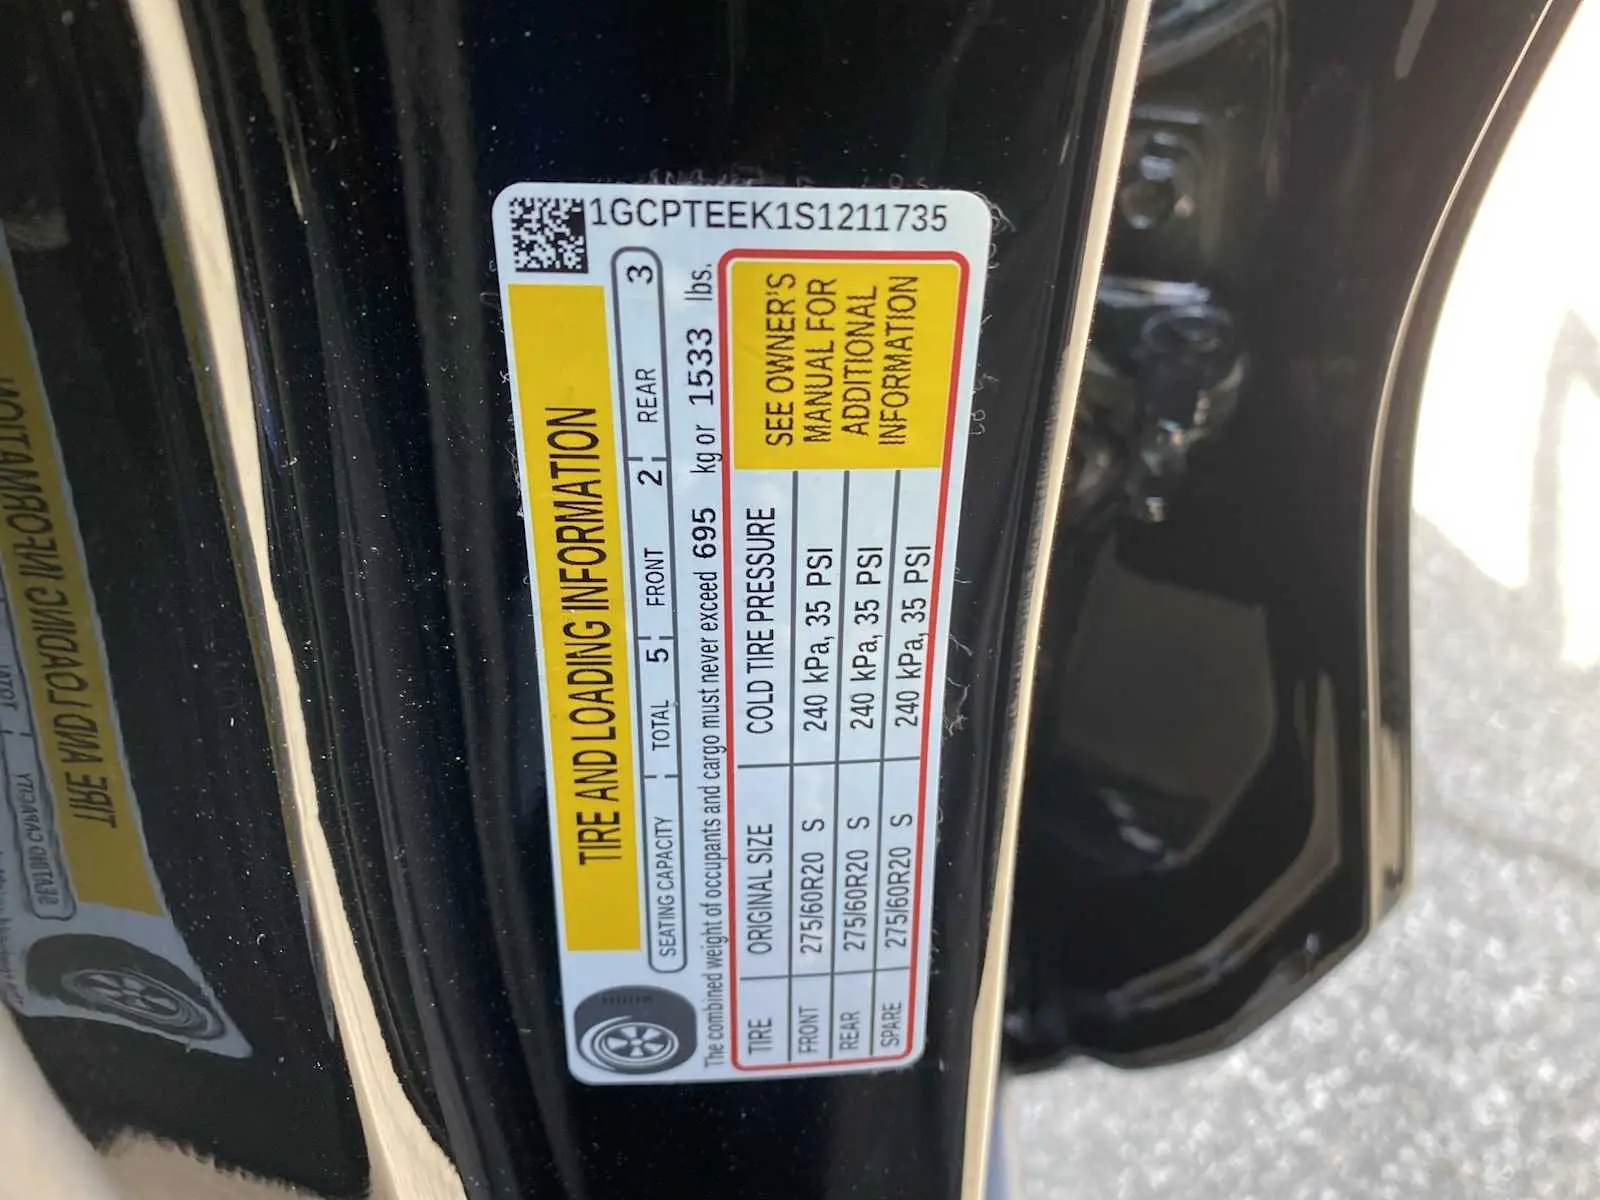 1GCPTEEK1S1211735
TIRE AND LOADING INFORMATION
SEATING CAPACITY TOTAL 5 FRONT 2 REAR 3
The combined weight of occupants and cargo must never exceed 695 kg or 1533 lbs.
TIRE ORIGINAL SIZE COLD TIRE PRESSURE
FRONT 275/60R20 S 240 kPa, 35 PSI
REAR 275/60R20 S 240 kPa, 35 PSI
SPARE 275/60R20 S 240 kPa, 35 PSI
SEE OWNER'S
MANUAL FOR
ADDITIONAL
INFORMATION
TIRE AND LOADING INFORMATION
SEATING CAPACITY TOTAL